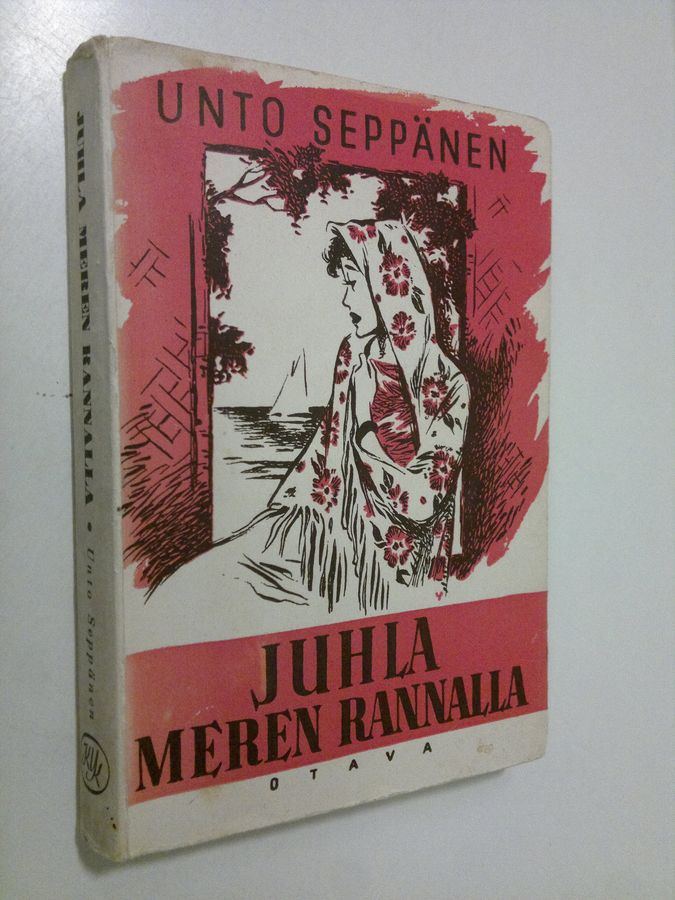 UNTO SEPPÄNEN
JUHLA
MEREN RANNALLA
OTAVA
JUHLA MEREN RANNALLA • Unto Seppänen